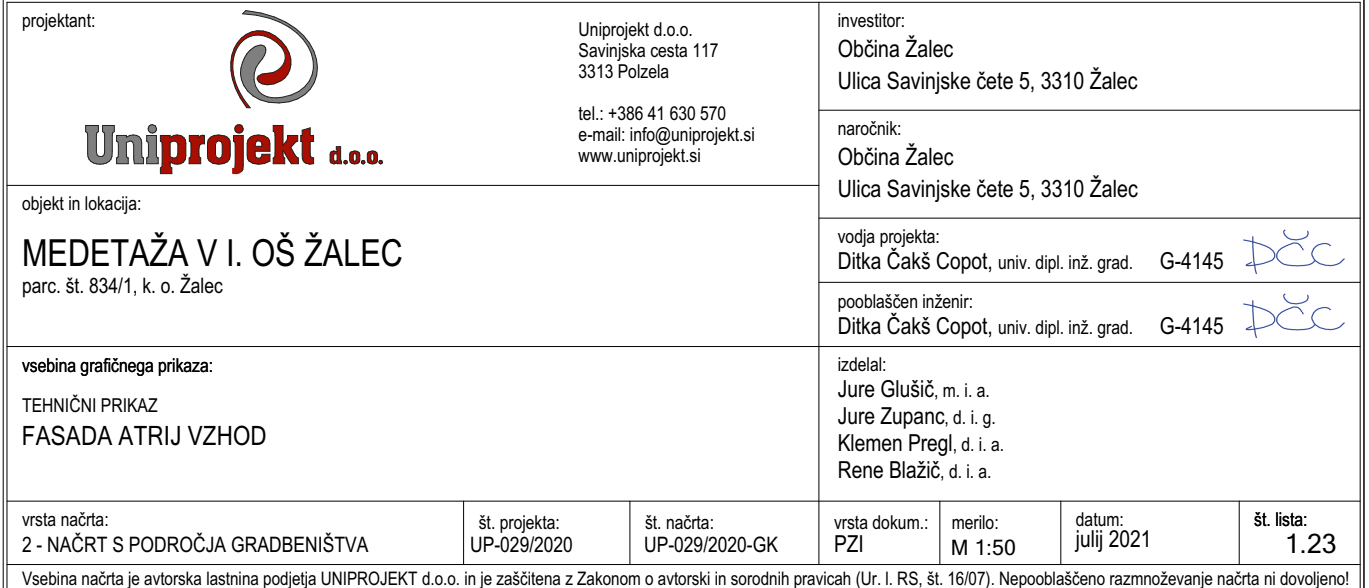 projektant:
Uniprojekt d.o.o.
Uniprojekt d.o.o.
Savinjska cesta 117
3313 Polzela
tel.: +386 41 630 570
e-mail: info@uniprojekt.si
www.uniprojekt.si
investitor:
Občina Žalec
Ulica Savinjske čete 5, 3310 Žalec
naročnik:
Občina Žalec
Ulica Savinjske čete 5, 3310 Žalec
objekt in lokacija:
MEDETAŽA V I. OŠ ŽALEC
parc. št. 834/1, k. o. Žalec
vodja projekta:
Ditka Čakš Copot, univ. dipl. inž. grad. G-4145 DČC
pooblaščen inženir:
Ditka Čakš Copot, univ. dipl. inž. grad. G-4145 DČC
vsebina grafičnega prikaza:
TEHNIČNI PRIKAZ
FASADA ATRIJ VZHOD
izdelal:
Jure Glušič, m. i. a.
Jure Zupanc, d. i. g.
Klemen Pregl, d. i. a.
Rene Blažič, d. i. a.
vrsta načrta:
2 - NAČRT S PODROČJA GRADBENIŠTVA
št. projekta:
UP-029/2020
št. načrta:
UP-029/2020-GK
vrsta dokum.:
PZI
merilo:
M 1:50
datum:
julij 2021
št. lista:
1.23
Vsebina načrta je avtorska lastnina podjetja UNIPROJEKT d.o.o. in je zaščitena z Zakonom o avtorski in sorodnih pravicah (Ur. l. RS, št. 16/07). Nepooblaščeno razmnoževanje načrta ni dovoljeno!